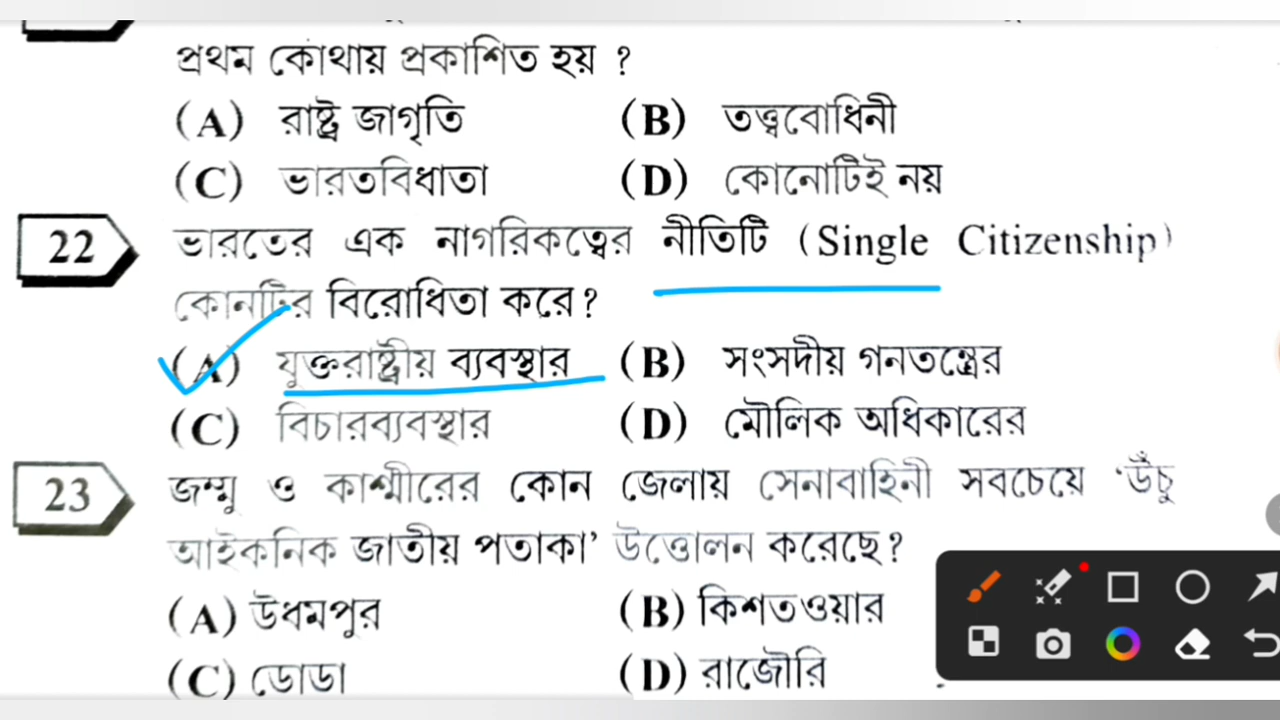 প্রথম কোথায় প্রকাশিত হয় ?
(A) রাষ্ট্র জাগৃতি (B) তত্ত্ববোধিনী
(C) ভারতবিধাতা (D) কোনোটিই নয়
22 ভারতের এক নাগরিকত্বের নীতিটি (Single Citizenship)
কোনটির বিরোধিতা করে?
(A) যুক্তরাষ্ট্রীয় ব্যবস্থার (B) সংসদীয় গনতন্ত্রের
(C) বিচারব্যবস্থার (D) মৌলিক অধিকারের
23 জম্মু ও কাশ্মীরের কোন জেলায় সেনাবাহিনী সবচেয়ে ‘উঁচু
আইকনিক জাতীয় পতাকা’ উত্তোলন করেছে?
(A) উধমপুর (B) কিশতওয়ার
(C) ডোডা (D) রাজৌরি